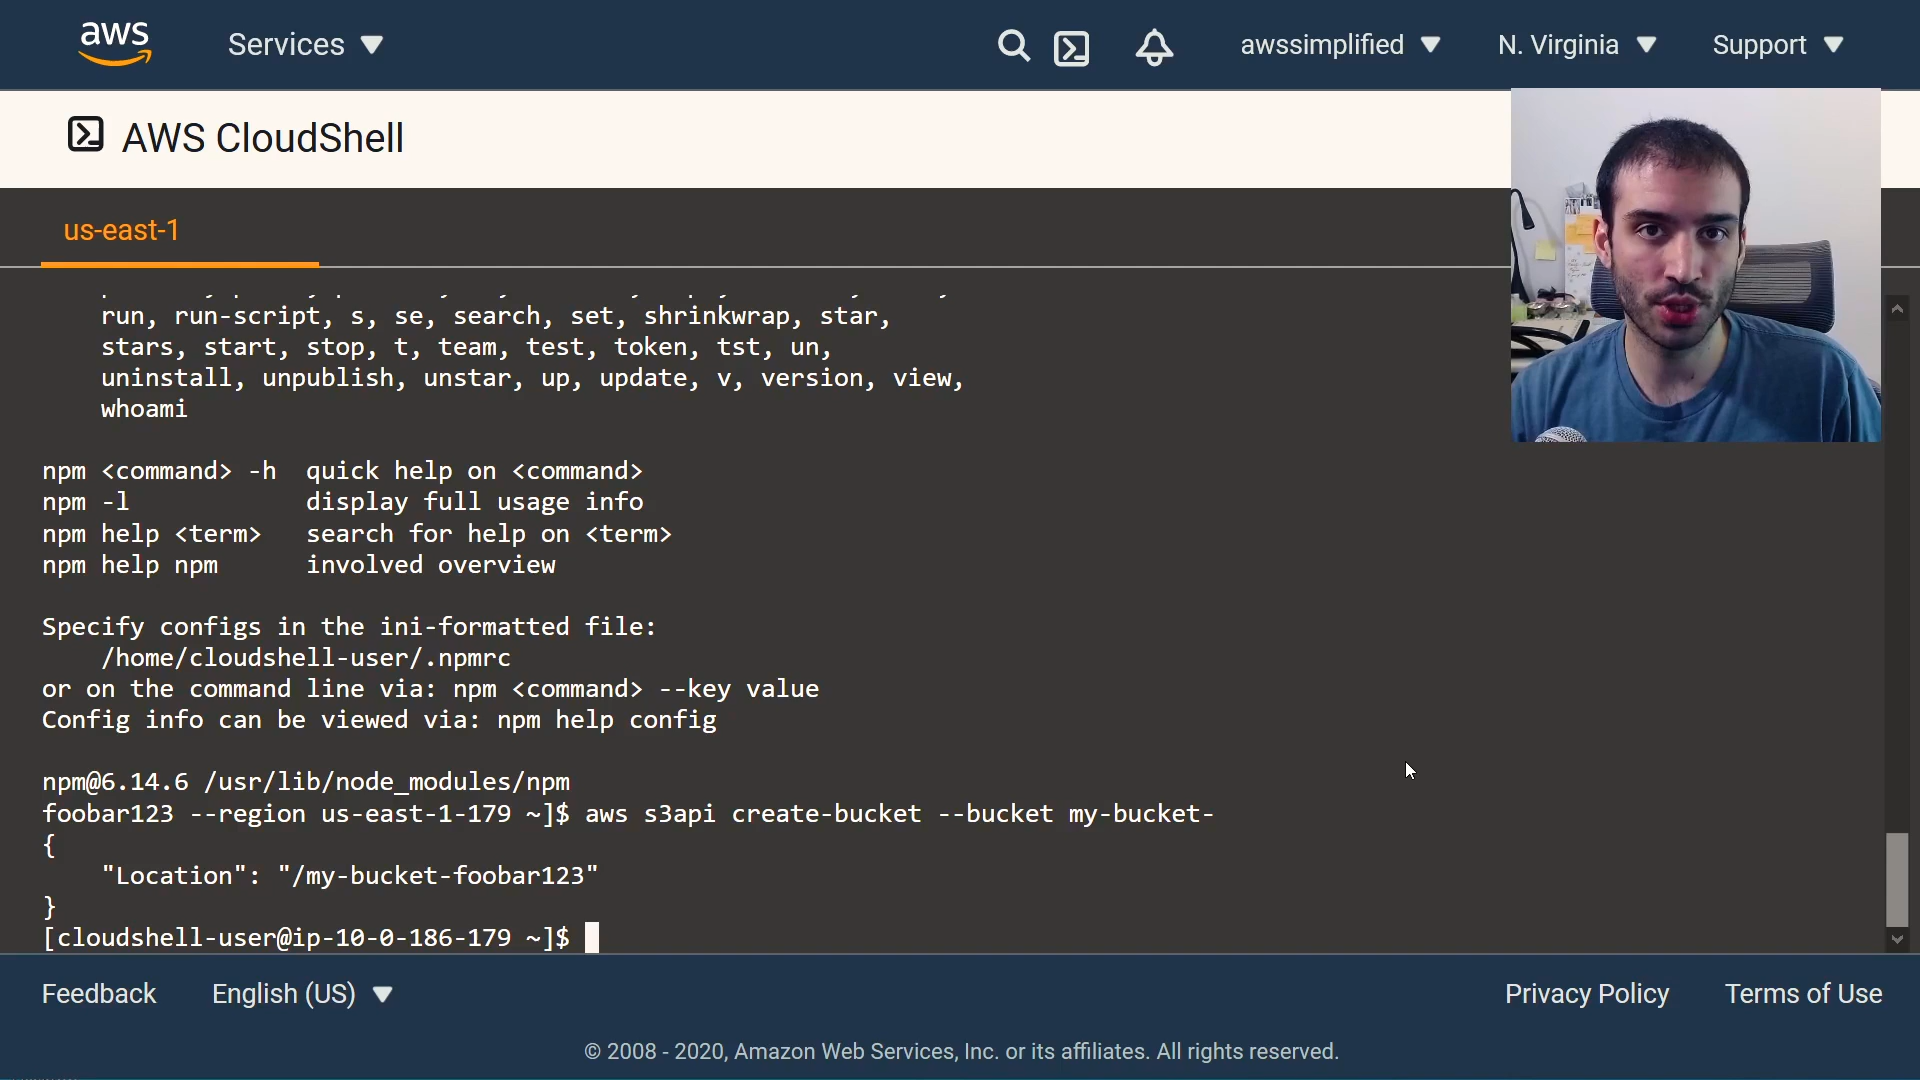 aws
Services
awssimplified
N. Virginia
Support
AWS CloudShell
us-east-1
run, run-script, s, se, search, set, shrinkwrap, star,
stars, start, stop, t, team, test, token, tst, un,
uninstall, unpublish, unstar, up, update, v, version, view,
whoami
npm <command> -h  quick help on <command>
npm -l            display full usage info
npm help <term>   search for help on <term>
npm help npm      involved overview
Specify configs in the ini-formatted file:
/home/cloudshell-user/.npmrc
or on the command line via: npm <command> --key value
Config info can be viewed via: npm help config
npm@6.14.6 /usr/lib/node_modules/npm
foobar123 --region us-east-1-179 ~]$ aws s3api create-bucket --bucket my-bucket-
{
"Location": "/my-bucket-foobar123"
}
[cloudshell-user@ip-10-0-186-179 ~]$
Feedback
English (US)
Privacy Policy
Terms of Use
© 2008 - 2020, Amazon Web Services, Inc. or its affiliates. All rights reserved.